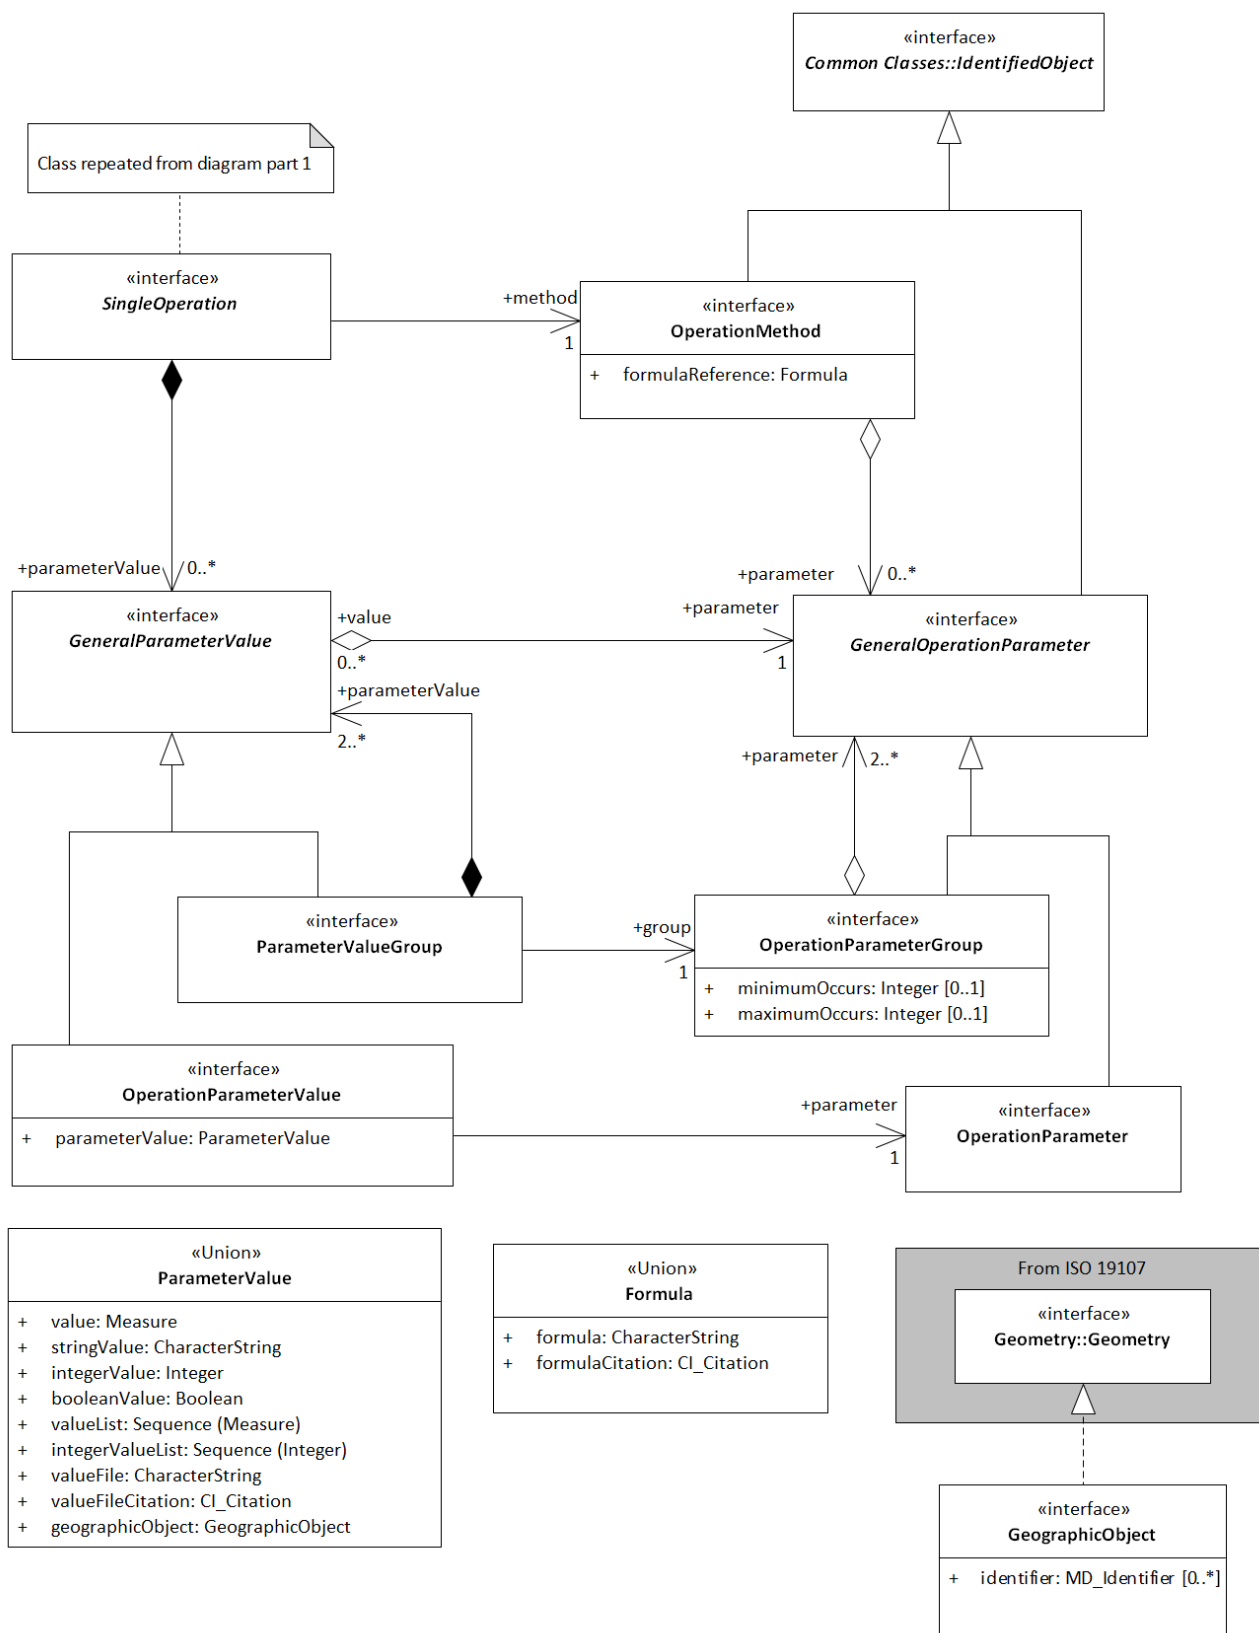 «interface»
Common Classes::IdentifiedObject
Class repeated from diagram part 1
«interface»
SingleOperation
+method
1
«interface»
OperationMethod
+ formulaReference: Formula
+parameterValue
0..*
+parameter
0..*
«interface»
GeneralParameterValue
+value
0..*
+parameter
1
«interface»
GeneralOperationParameter
+parameterValue
2..*
+parameter
2..*
«interface»
ParameterValueGroup
+group
1
«interface»
OperationParameterGroup
+ minimumOccurs: Integer [0..1]
+ maximumOccurs: Integer [0..1]
«interface»
OperationParameterValue
+ parameterValue: ParameterValue
+parameter
1
«interface»
OperationParameter
«Union»
ParameterValue
+ value: Measure
+ stringValue: CharacterString
+ integerValue: Integer
+ booleanValue: Boolean
+ valueList: Sequence (Measure)
+ integerValueList: Sequence (Integer)
+ valueFile: CharacterString
+ valueFileCitation: CI_Citation
+ geographicObject: GeographicObject
«Union»
Formula
+ formula: CharacterString
+ formulaCitation: CI_Citation
From ISO 19107
«interface»
Geometry::Geometry
«interface»
GeographicObject
+ identifier: MD_Identifier [0..*]